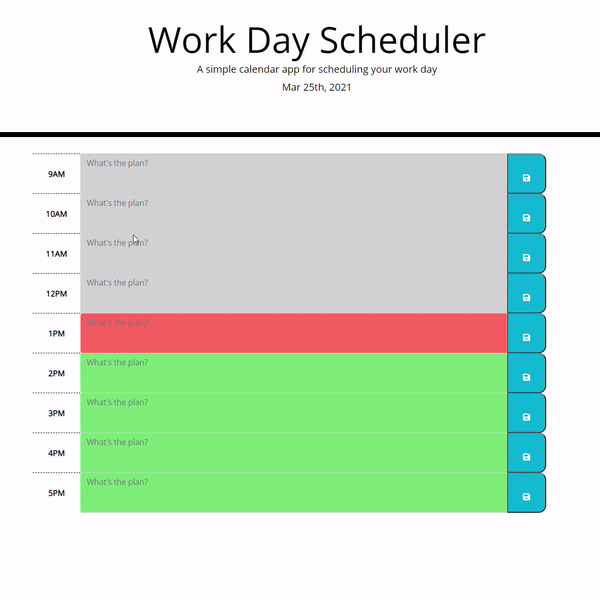 Work Day Scheduler
A simple calendar app for scheduling your work day
Mar 25th, 2021
9AM What's the plan?
10AM What's the plan?
11AM What's the plan?
12PM What's the plan?
1PM What's the plan?
2PM What's the plan?
3PM What's the plan?
4PM What's the plan?
5PM What's the plan?